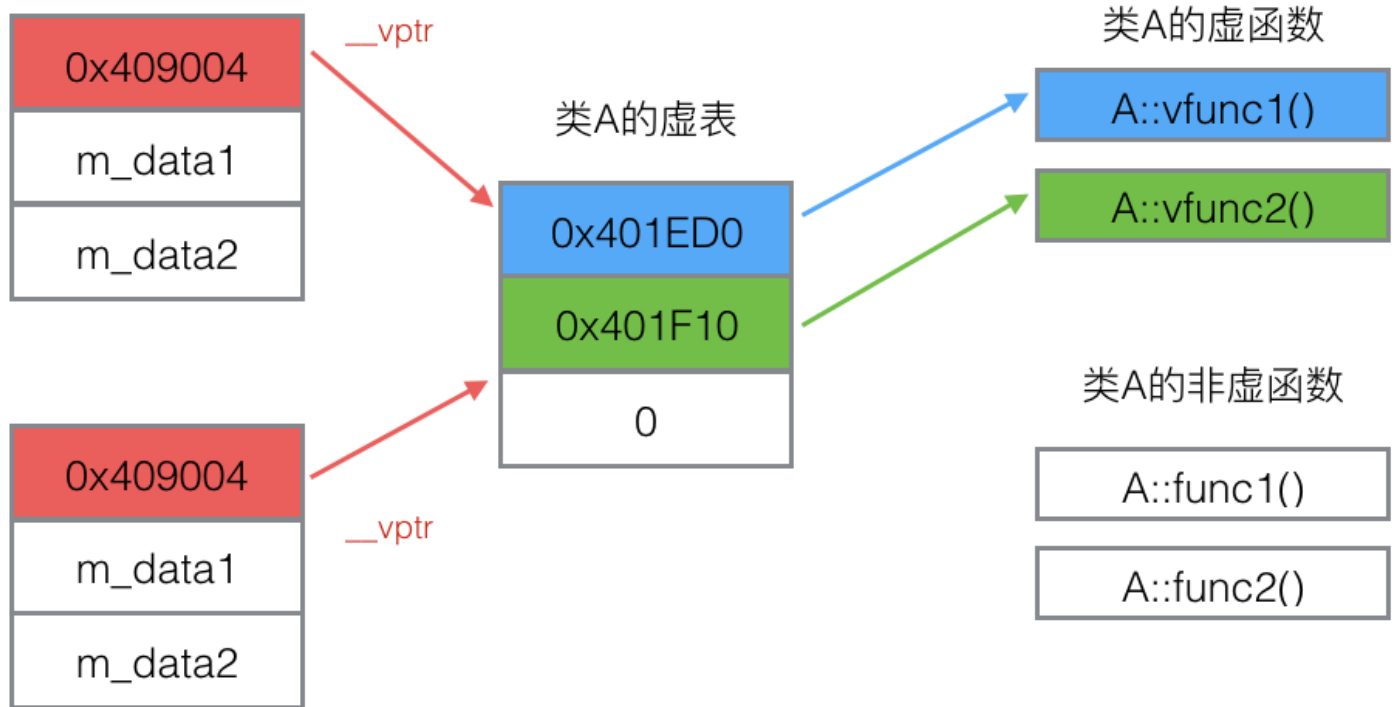 0x409004
m_data1
m_data2
__vptr
0x409004
m_data1
m_data2
__vptr
类A的虚表
0x401ED0
0x401F10
0
类A的虚函数
A::vfunc1()
A::vfunc2()
类A的非虚函数
A::func1()
A::func2()